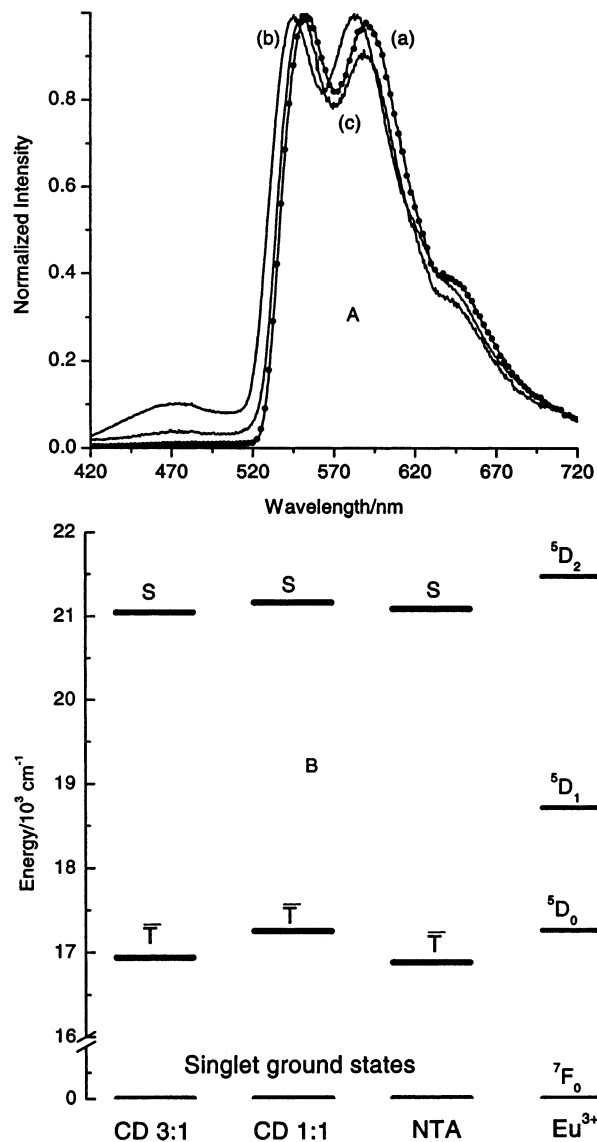 (b)
(a)
(c)
0.8
0.6
0.4
0.2
0.0
Normalized Intensity
A
420 470 520 570 620 670 720
Wavelength/nm
22
21
20
19
18
17
16
0
Energy/10³ cm⁻¹
S S S
⁵D₂
B
⁵D₁
T̅ T̅ T̅
⁵D₀
Singlet ground states
⁷F₀
CD 3:1 CD 1:1 NTA Eu³⁺